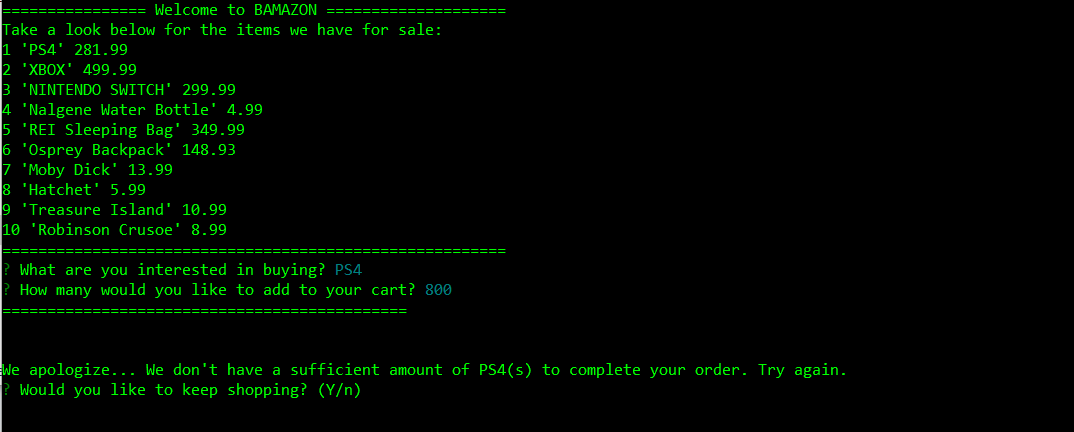 ================ Welcome to BAMAZON ====================
Take a look below for the items we have for sale:
1 'PS4' 281.99
2 'XBOX' 499.99
3 'NINTENDO SWITCH' 299.99
4 'Nalgene Water Bottle' 4.99
5 'REI Sleeping Bag' 349.99
6 'Osprey Backpack' 148.93
7 'Moby Dick' 13.99
8 'Hatchet' 5.99
9 'Treasure Island' 10.99
10 'Robinson Crusoe' 8.99
========================================================
? What are you interested in buying? PS4
? How many would you like to add to your cart? 800
=============================================
We apologize... We don't have a sufficient amount of PS4(s) to complete your order. Try again.
? Would you like to keep shopping? (Y/n)